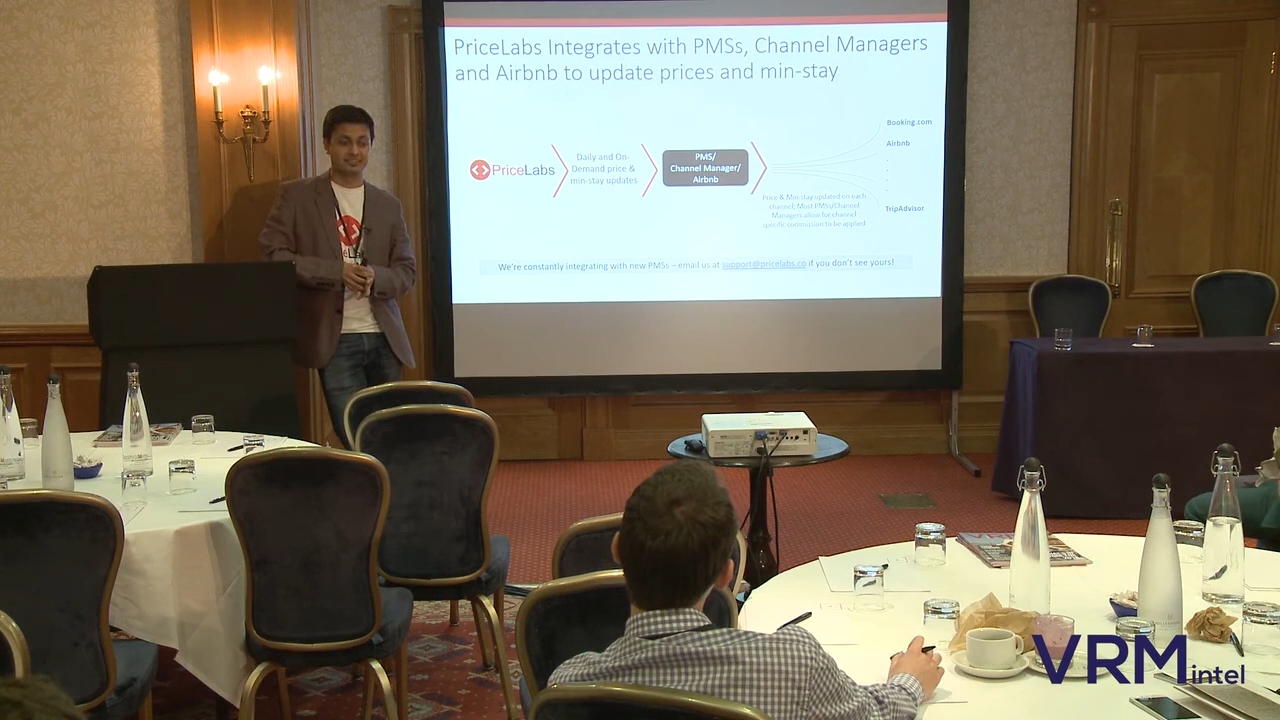 PriceLabs Integrates with PMSs, Channel Managers
and Airbnb to update prices and min-stay
PriceLabs
Daily and On-
Demand price &
min-stay updates
PMS/
Channel Manager/
Airbnb
Booking.com
Airbnb
.
.
.
.
TripAdvisor
Price & Min-stay updated on each
channel; Most PMSs/Channel
Managers allow for channel
specific commission to be applied
We're constantly integrating with new PMSs – email us at support@pricelabs.co if you don't see yours!
VRMintel